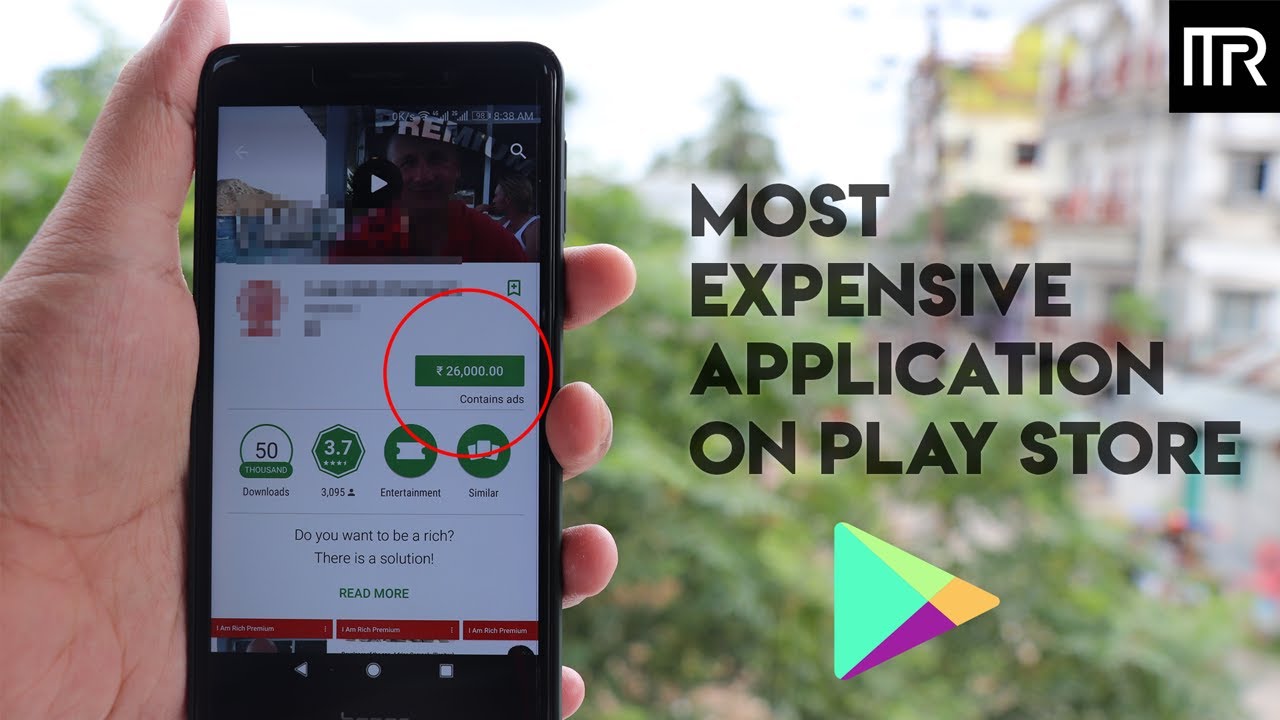 ITR
0K/s 98 8:38 AM
PREMIUM
₹ 26,000.00
Contains ads
50
THOUSAND
3.7
Downloads
3,095
Entertainment
Similar
Do you want to be a rich?
There is a solution!
READ MORE
I Am Rich Premium
I Am Rich Premium
I Am Rich Premium
honor
MOST
EXPENSIVE
APPLICATION
ON PLAY STORE